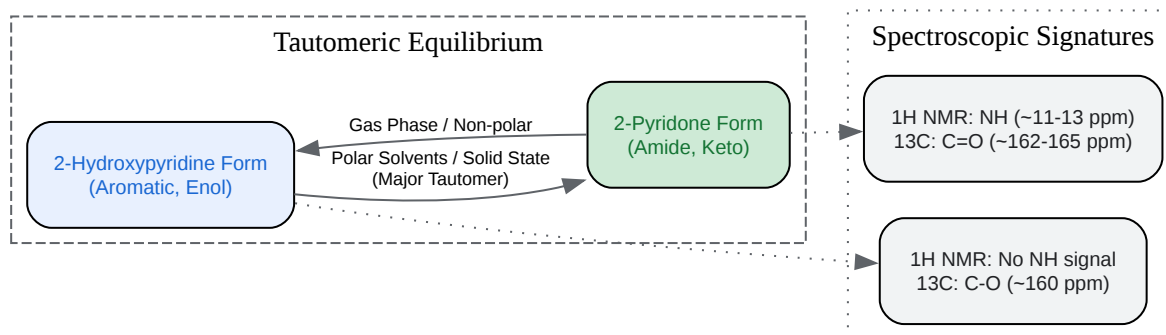 Tautomeric Equilibrium
2-Hydroxypyridine Form
(Aromatic, Enol)
Gas Phase / Non-polar
Polar Solvents / Solid State
(Major Tautomer)
2-Pyridone Form
(Amide, Keto)
Spectroscopic Signatures
1H NMR: NH (~11-13 ppm)
13C: C=O (~162-165 ppm)
1H NMR: No NH signal
13C: C-O (~160 ppm)